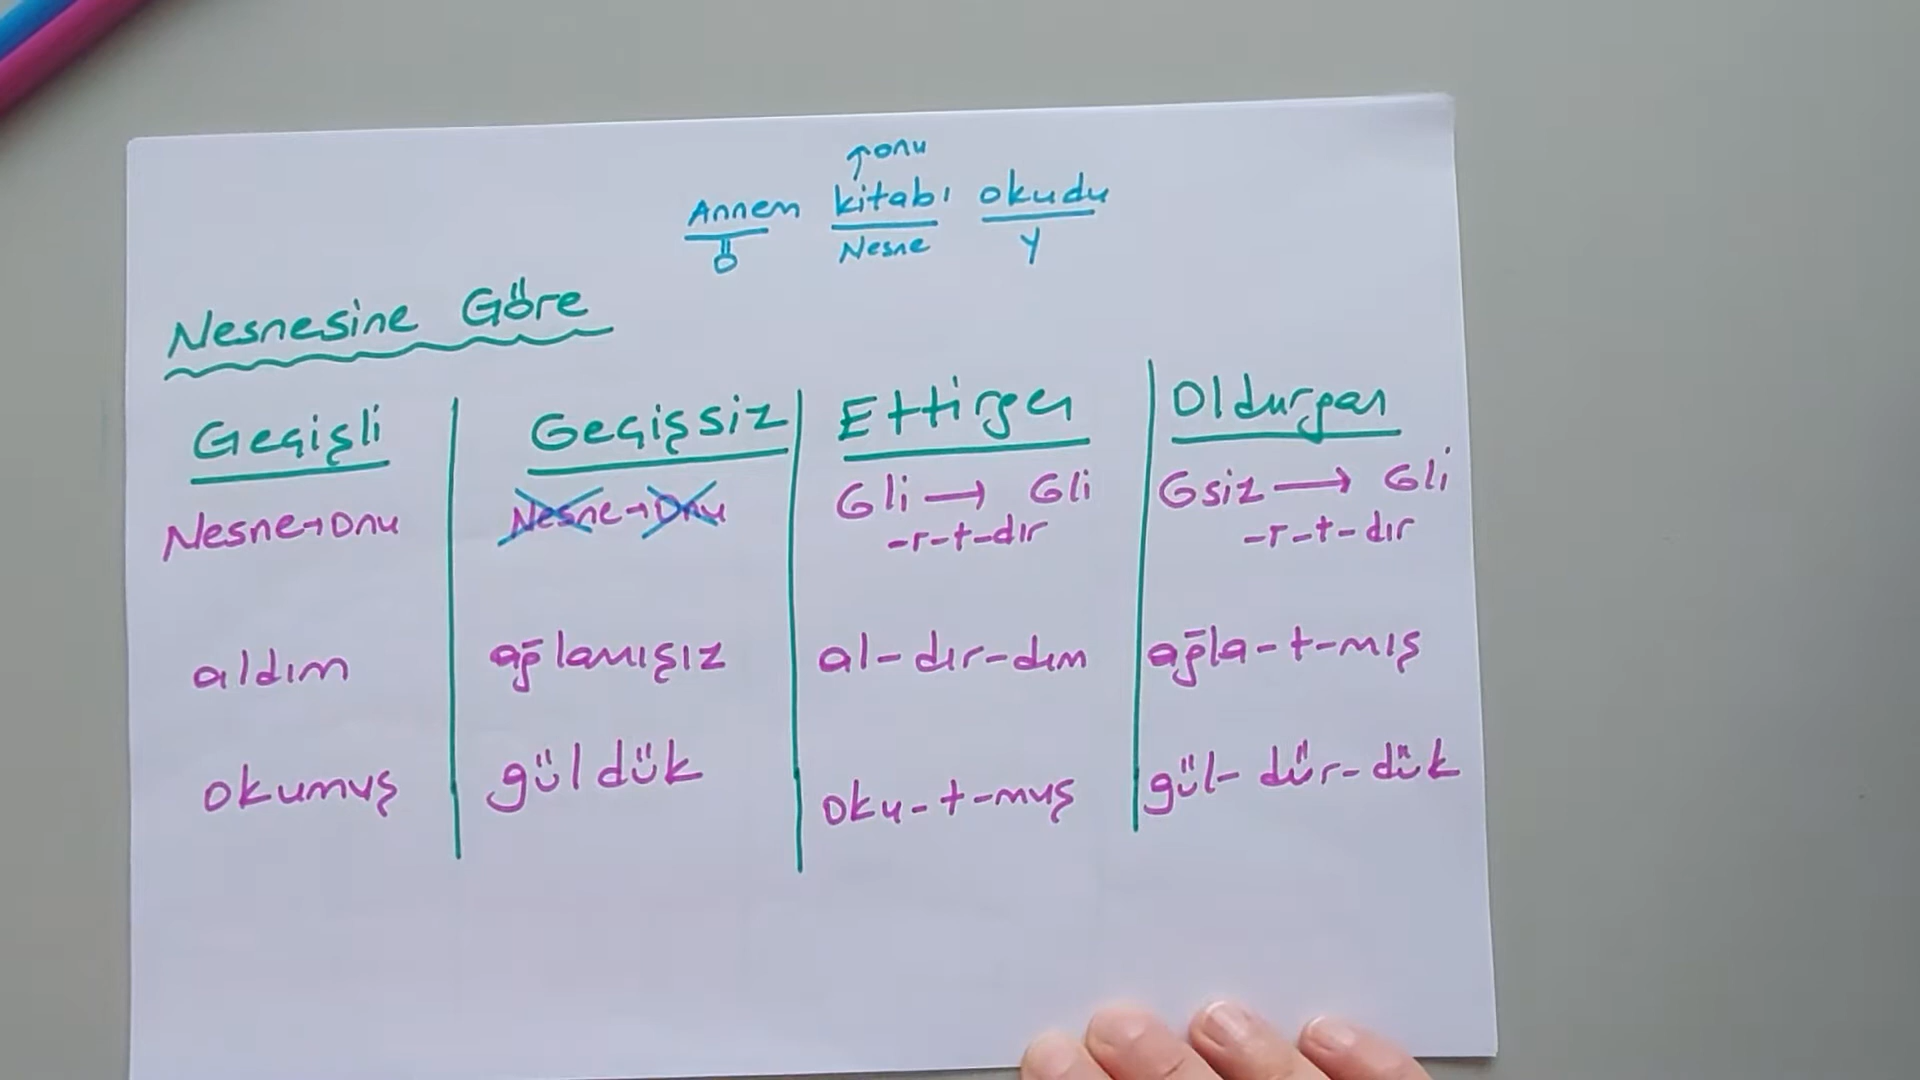 ↑onu
Annem kitabı okudu
Ö Nesne Y
Nesnesine Göre
Geçişli Geçişsiz Ettirgen Oldurgan
Nesne→Onu Nesne→Onu Gli → Gli Gsiz → Gli
-r-t-dır -r-t-dır
aldım ağlamışız al-dır-dım ağla-t-mış
okumuş güldük oku-t-muş gül-dür-dük